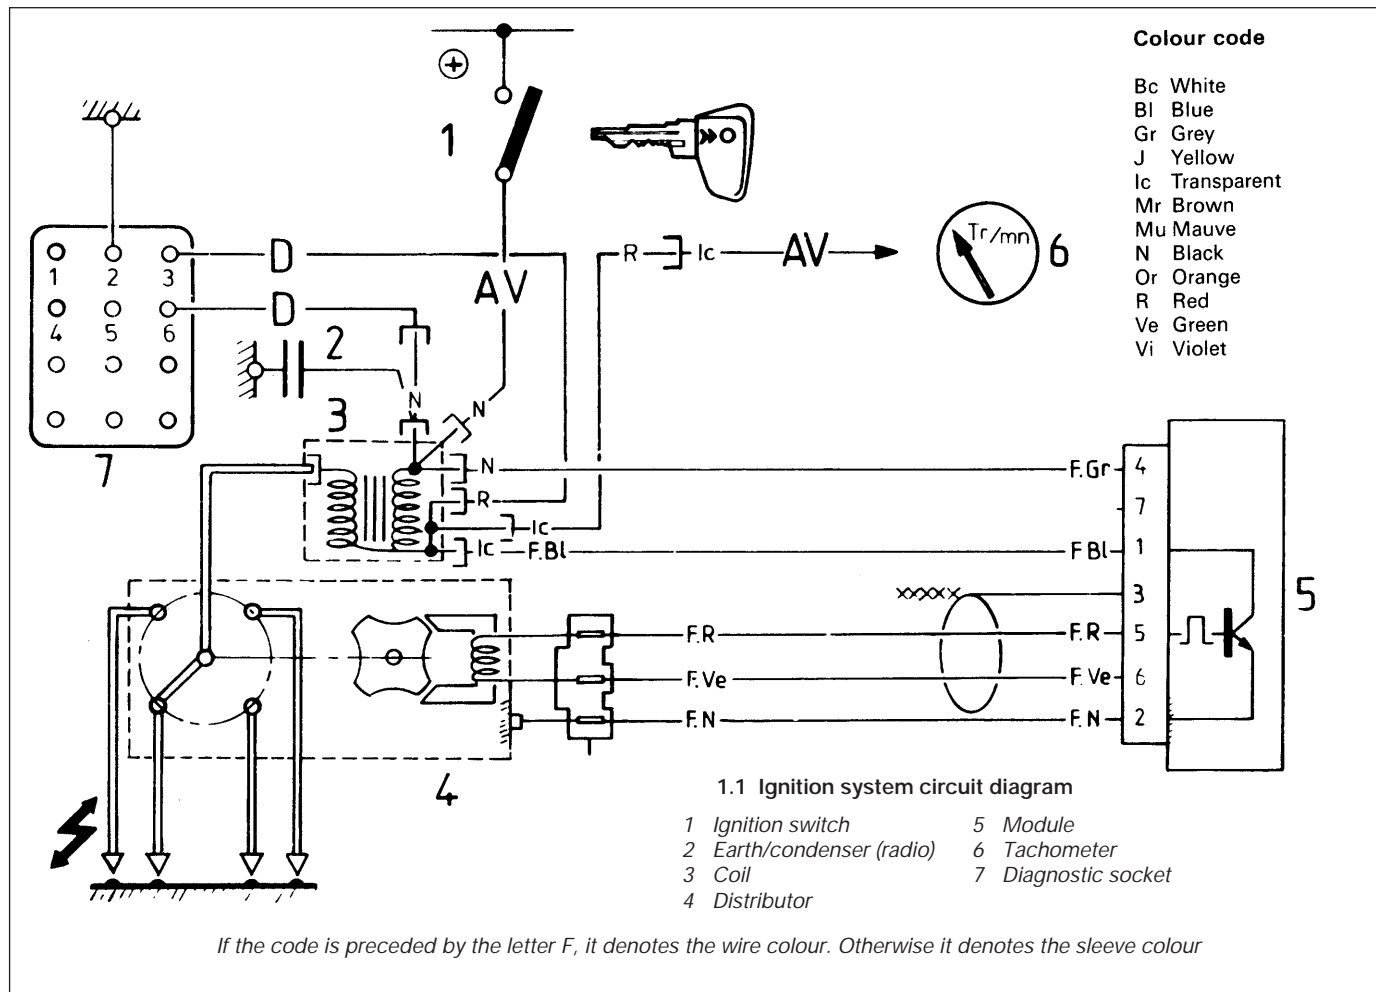 Colour code
Bc White
Bl Blue
Gr Grey
J Yellow
Ic Transparent
Mr Brown
Mu Mauve
N Black
Or Orange
R Red
Ve Green
Vi Violet
1
Tr/mn
6
R Ic AV
AV
1 2 3
4 5 6
7
2
N
N
3
N F.Gr 4
R 7
Ic
Ic F.Bl F.Bl 1
3
5
F.R F.R 5
F.Ve F.Ve 6
F.N F.N 2
4
1.1 Ignition system circuit diagram
1 Ignition switch
2 Earth/condenser (radio)
3 Coil
4 Distributor
5 Module
6 Tachometer
7 Diagnostic socket
If the code is preceded by the letter F, it denotes the wire colour. Otherwise it denotes the sleeve colour